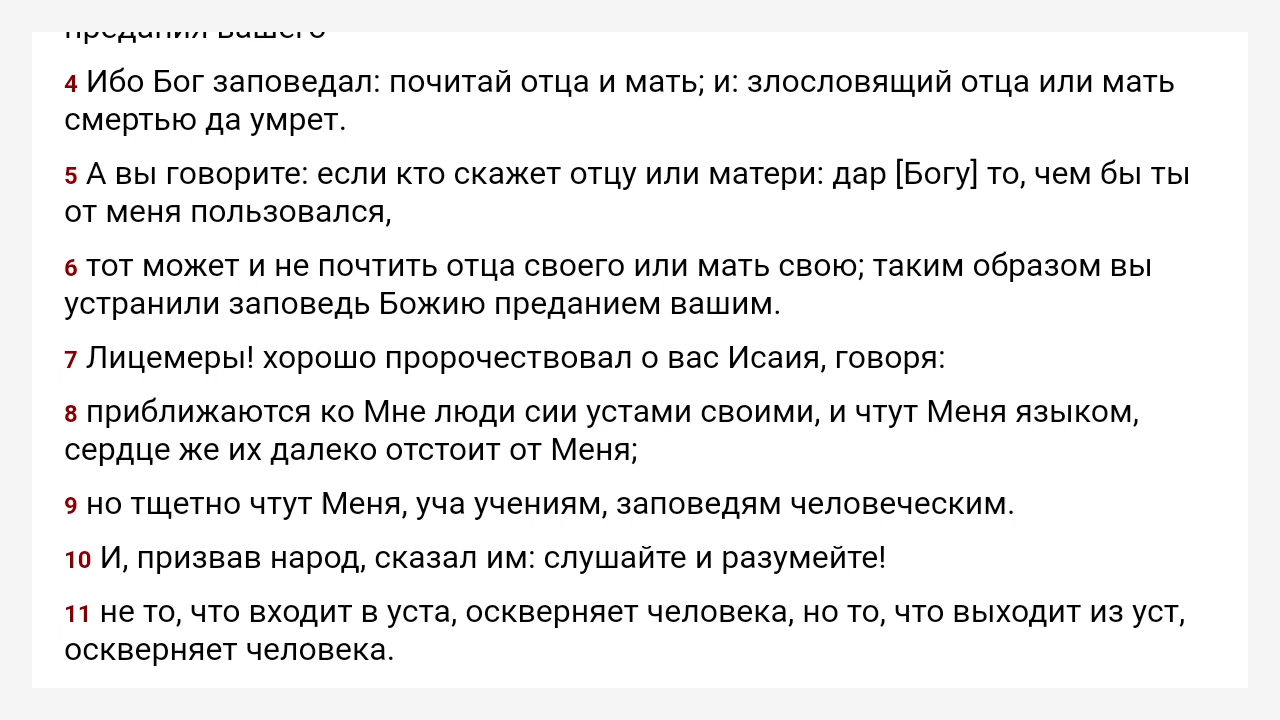 предания вашего
4 Ибо Бог заповедал: почитай отца и мать; и: злословящий отца или мать
смертью да умрет.
5 А вы говорите: если кто скажет отцу или матери: дар [Богу] то, чем бы ты
от меня пользовался,
6 тот может и не почтить отца своего или мать свою; таким образом вы
устранили заповедь Божию преданием вашим.
7 Лицемеры! хорошо пророчествовал о вас Исаия, говоря:
8 приближаются ко Мне люди сии устами своими, и чтут Меня языком,
сердце же их далеко отстоит от Меня;
9 но тщетно чтут Меня, уча учениям, заповедям человеческим.
10 И, призвав народ, сказал им: слушайте и разумейте!
11 не то, что входит в уста, оскверняет человека, но то, что выходит из уст,
оскверняет человека.